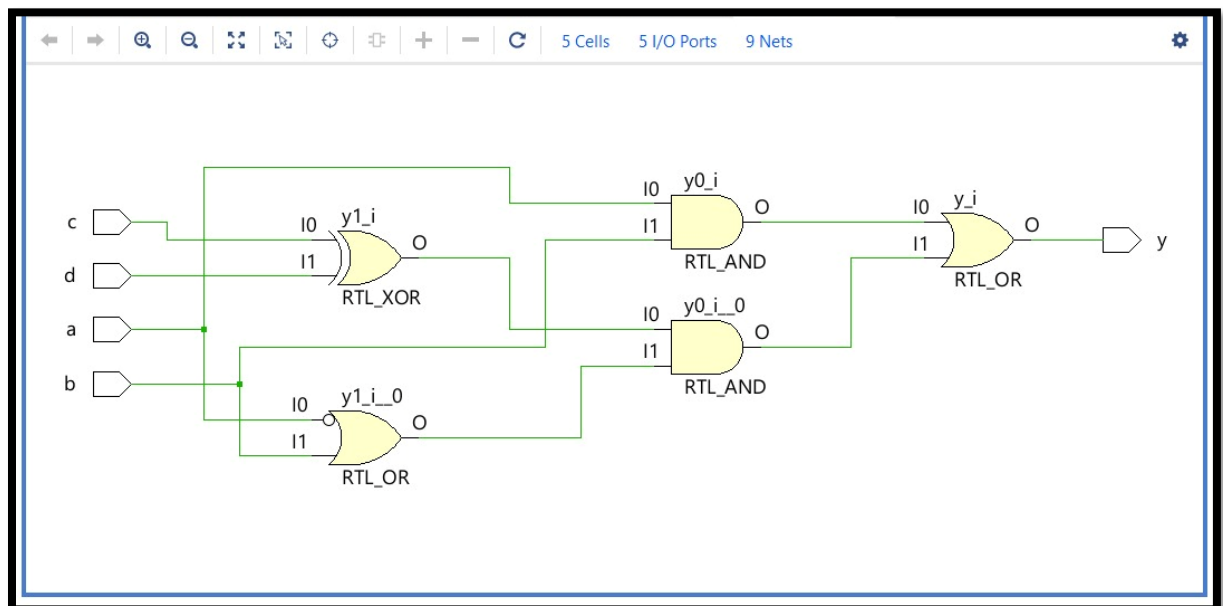 5 Cells 5 I/O Ports 9 Nets
c
d
a
b
I0 y1_i O
I1
RTL_XOR
I0 y1_i__0 O
I1
RTL_OR
I0 y0_i O
I1
RTL_AND
I0 y0_i__0 O
I1
RTL_AND
I0 y_i O
I1
RTL_OR
y